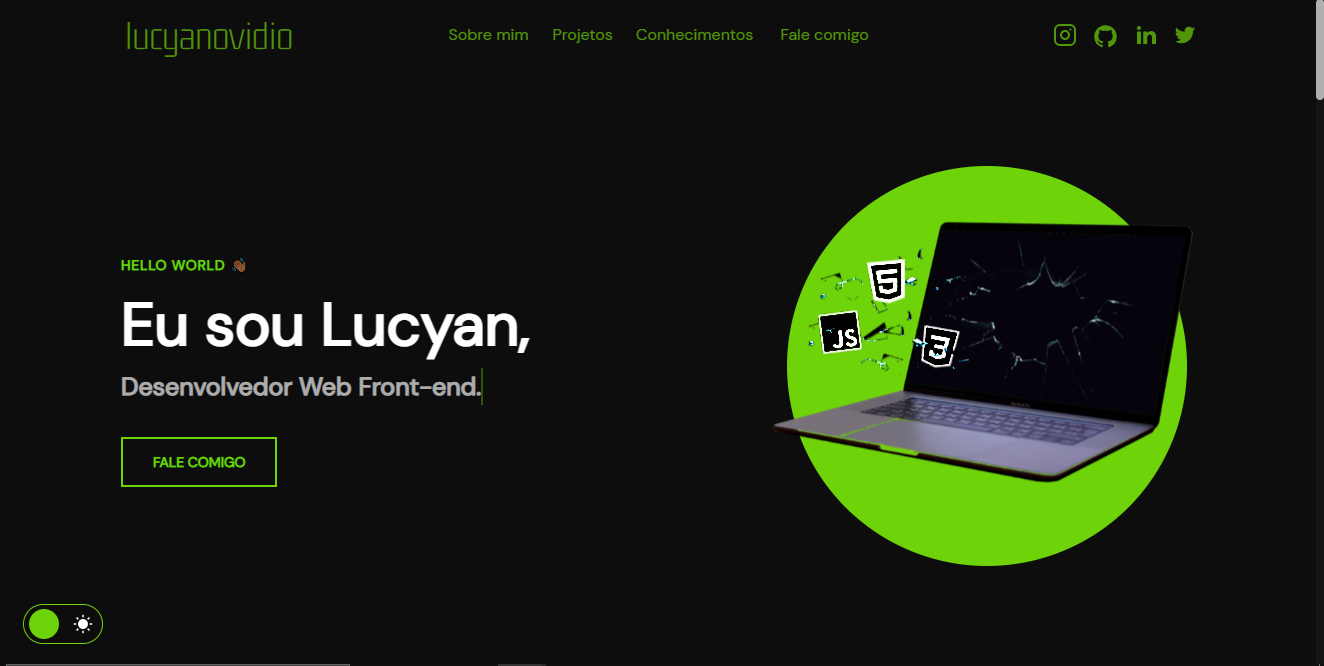 lucyanovidio
Sobre mim Projetos Conhecimentos Fale comigo
HELLO WORLD 👋🏾
Eu sou Lucyan,
Desenvolvedor Web Front-end.
FALE COMIGO
5
JS
3